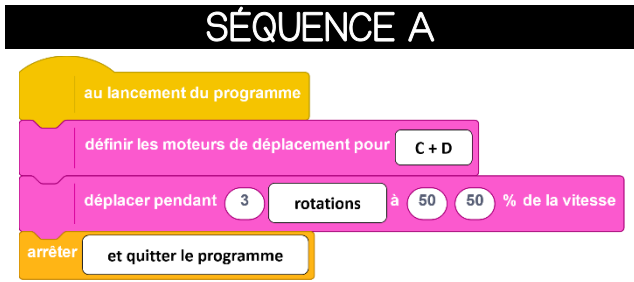 SÉQUENCE A
au lancement du programme
définir les moteurs de déplacement pour C + D
déplacer pendant 3 rotations à 50 50 % de la vitesse
arrêter et quitter le programme